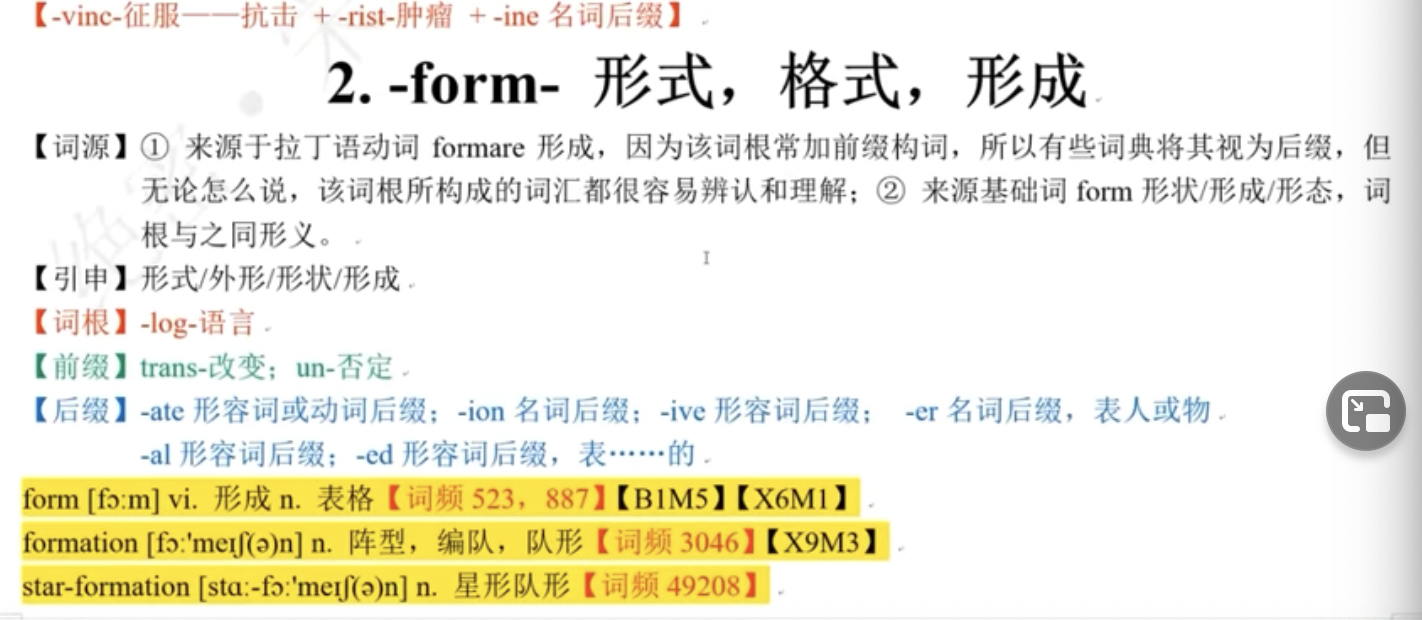 【-vinc-征服——抗击 + -rist-肿瘤 + -ine 名词后缀】
2. -form- 形式，格式，形成
【词源】① 来源于拉丁语动词 formare 形成，因为该词根常加前缀构词，所以有些词典将其视为后缀，但
无论怎么说，该词根所构成的词汇都很容易辨认和理解；② 来源基础词 form 形状/形成/形态，词
根与之同形义。
【引申】形式/外形/形状/形成
【词根】-log-语言
【前缀】trans-改变；un-否定
【后缀】-ate 形容词或动词后缀；-ion 名词后缀；-ive 形容词后缀； -er 名词后缀，表人或物
-al 形容词后缀；-ed 形容词后缀，表……的
form [fɔ:m] vi. 形成 n. 表格【词频 523，887】【B1M5】【X6M1】
formation [fɔ:'meɪʃ(ə)n] n. 阵型，编队，队形【词频 3046】【X9M3】
star-formation [stɑ:-fɔ:'meɪʃ(ə)n] n. 星形队形【词频 49208】